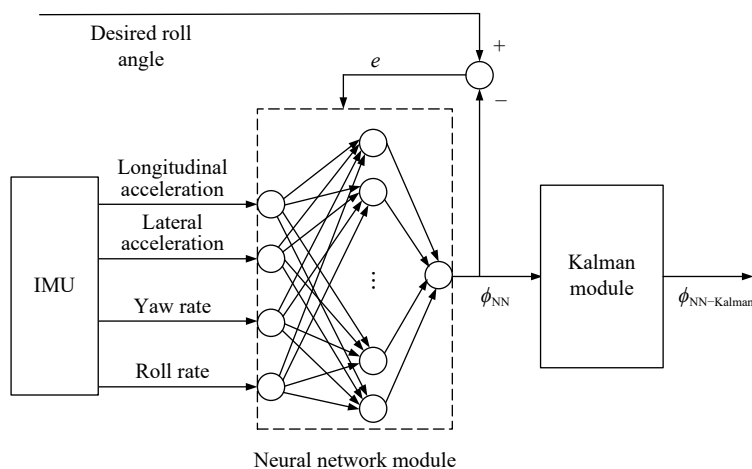 Desired roll
angle
+
e
−
Longitudinal
acceleration
Lateral
acceleration
IMU
Yaw rate
Roll rate
...
ϕNN
Kalman
module
ϕNN−Kalman
Neural network module